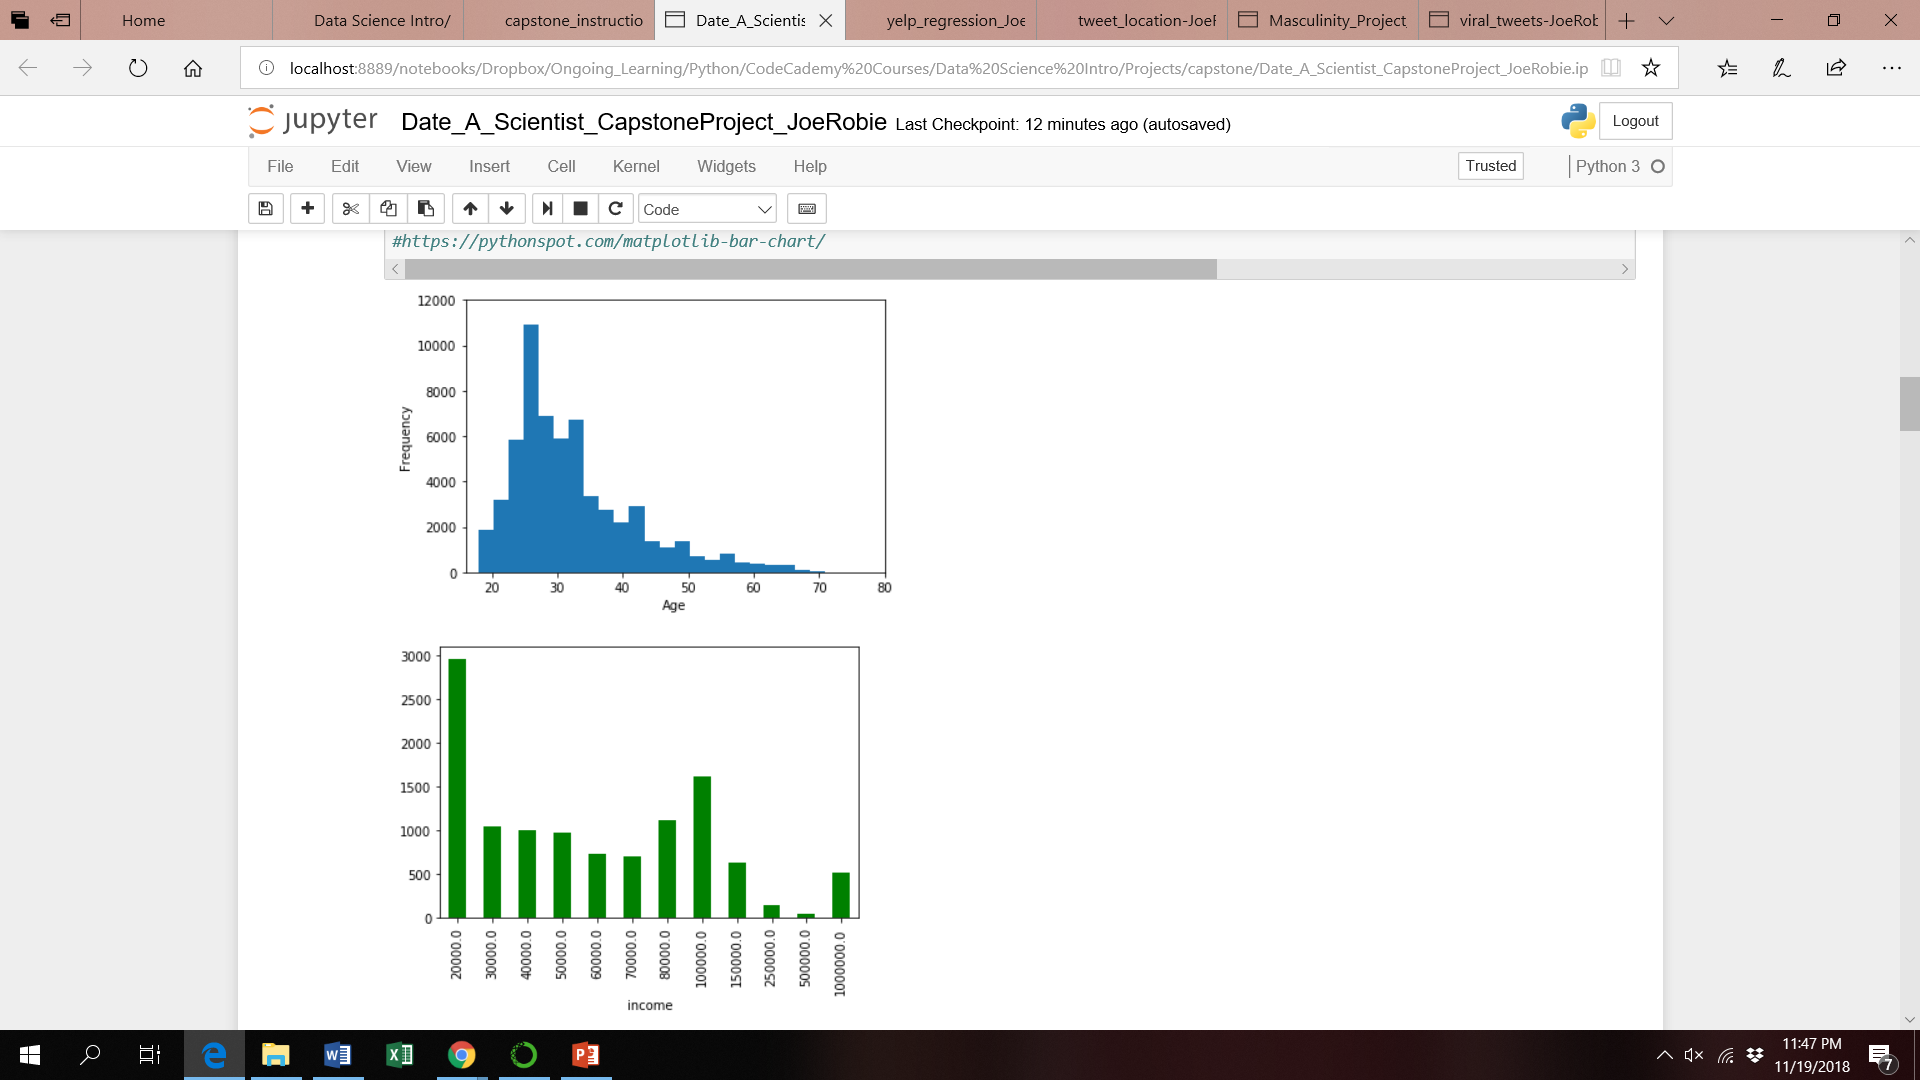 Home
Data Science Intro/
capstone_instructio
Date_A_Scientis
yelp_regression_Joe
tweet_location-JoeR
Masculinity_Project
viral_tweets-JoeRob
localhost:8889/notebooks/Dropbox/Ongoing_Learning/Python/CodeCademy%20Courses/Data%20Science%20Intro/Projects/capstone/Date_A_Scientist_CapstoneProject_JoeRobie.ip
jupyter Date_A_Scientist_CapstoneProject_JoeRobie Last Checkpoint: 12 minutes ago (autosaved)
Logout
File Edit View Insert Cell Kernel Widgets Help
Trusted
Python 3
Code
#https://pythonspot.com/matplotlib-bar-chart/
12000
10000
8000
6000
4000
2000
0
Frequency
20 30 40 50 60 70 80
Age
3000
2500
2000
1500
1000
500
0
20000.0
30000.0
40000.0
50000.0
60000.0
70000.0
80000.0
100000.0
150000.0
250000.0
500000.0
1000000.0
income
11:47 PM
11/19/2018
7